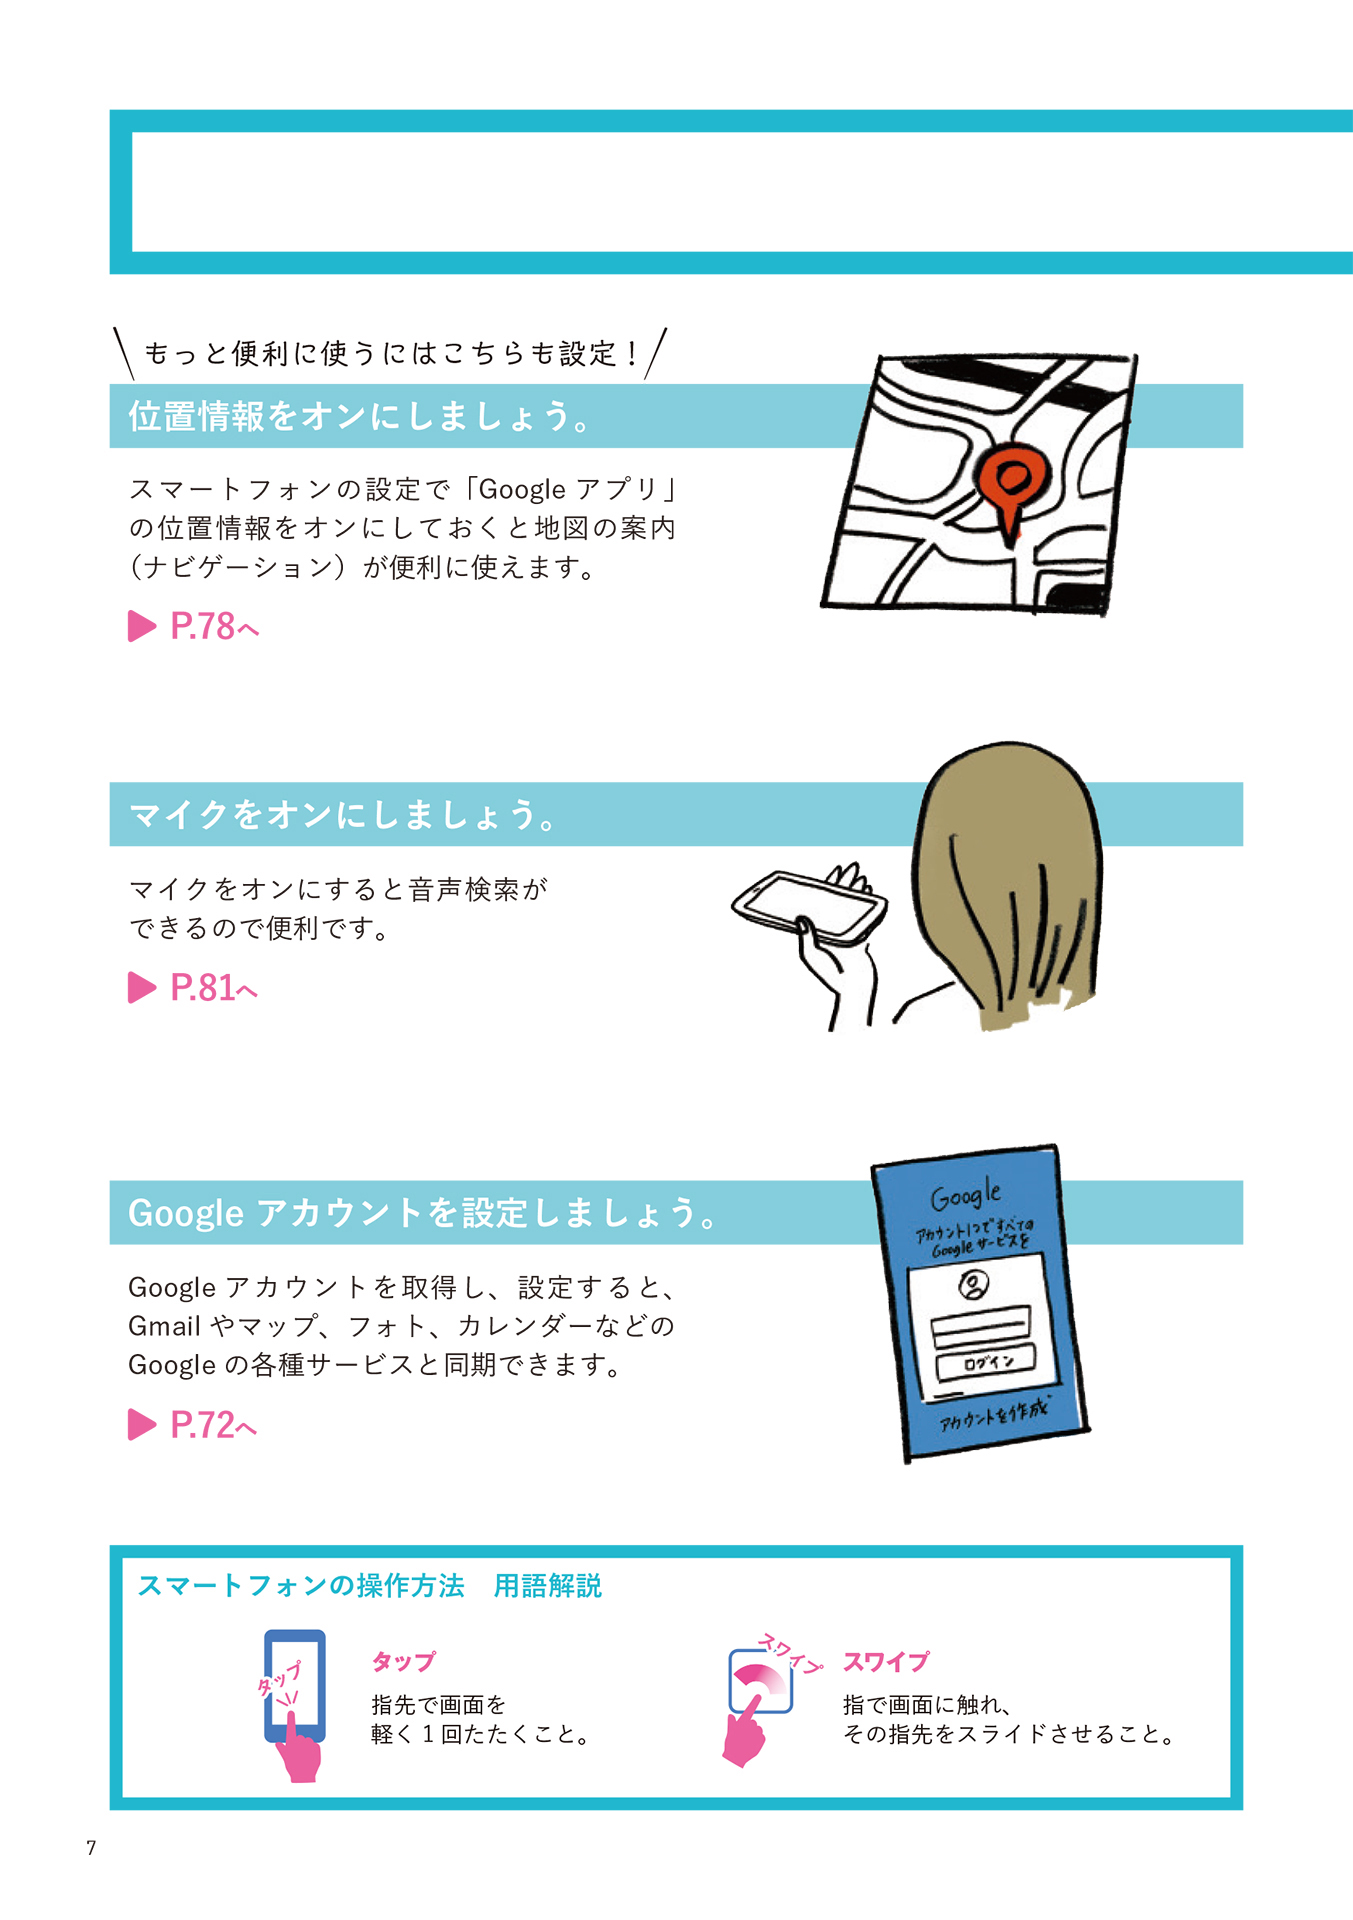 もっと便利に使うにはこちらも設定！
位置情報をオンにしましょう。
スマートフォンの設定で「Google アプリ」
の位置情報をオンにしておくと地図の案内
（ナビゲーション）が便利に使えます。
▶ P.78へ
マイクをオンにしましょう。
マイクをオンにすると音声検索が
できるので便利です。
▶ P.81へ
Google アカウントを設定しましょう。
Google
アカウント1つですべての
Google サービスを
ログイン
アカウントを作成
Google アカウントを取得し、設定すると、
Gmail やマップ、フォト、カレンダーなどの
Google の各種サービスと同期できます。
▶ P.72へ
スマートフォンの操作方法　用語解説
タップ
タップ
指先で画面を
軽く１回たたくこと。
スワイプ
スワイプ
指で画面に触れ、
その指先をスライドさせること。
7